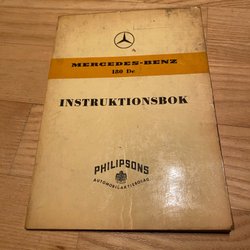 MERCEDES-BENZ
180 Dc
INSTRUKTIONSBOK
PHILIPSONS
AUTOMOBILAKTIEBOLAG